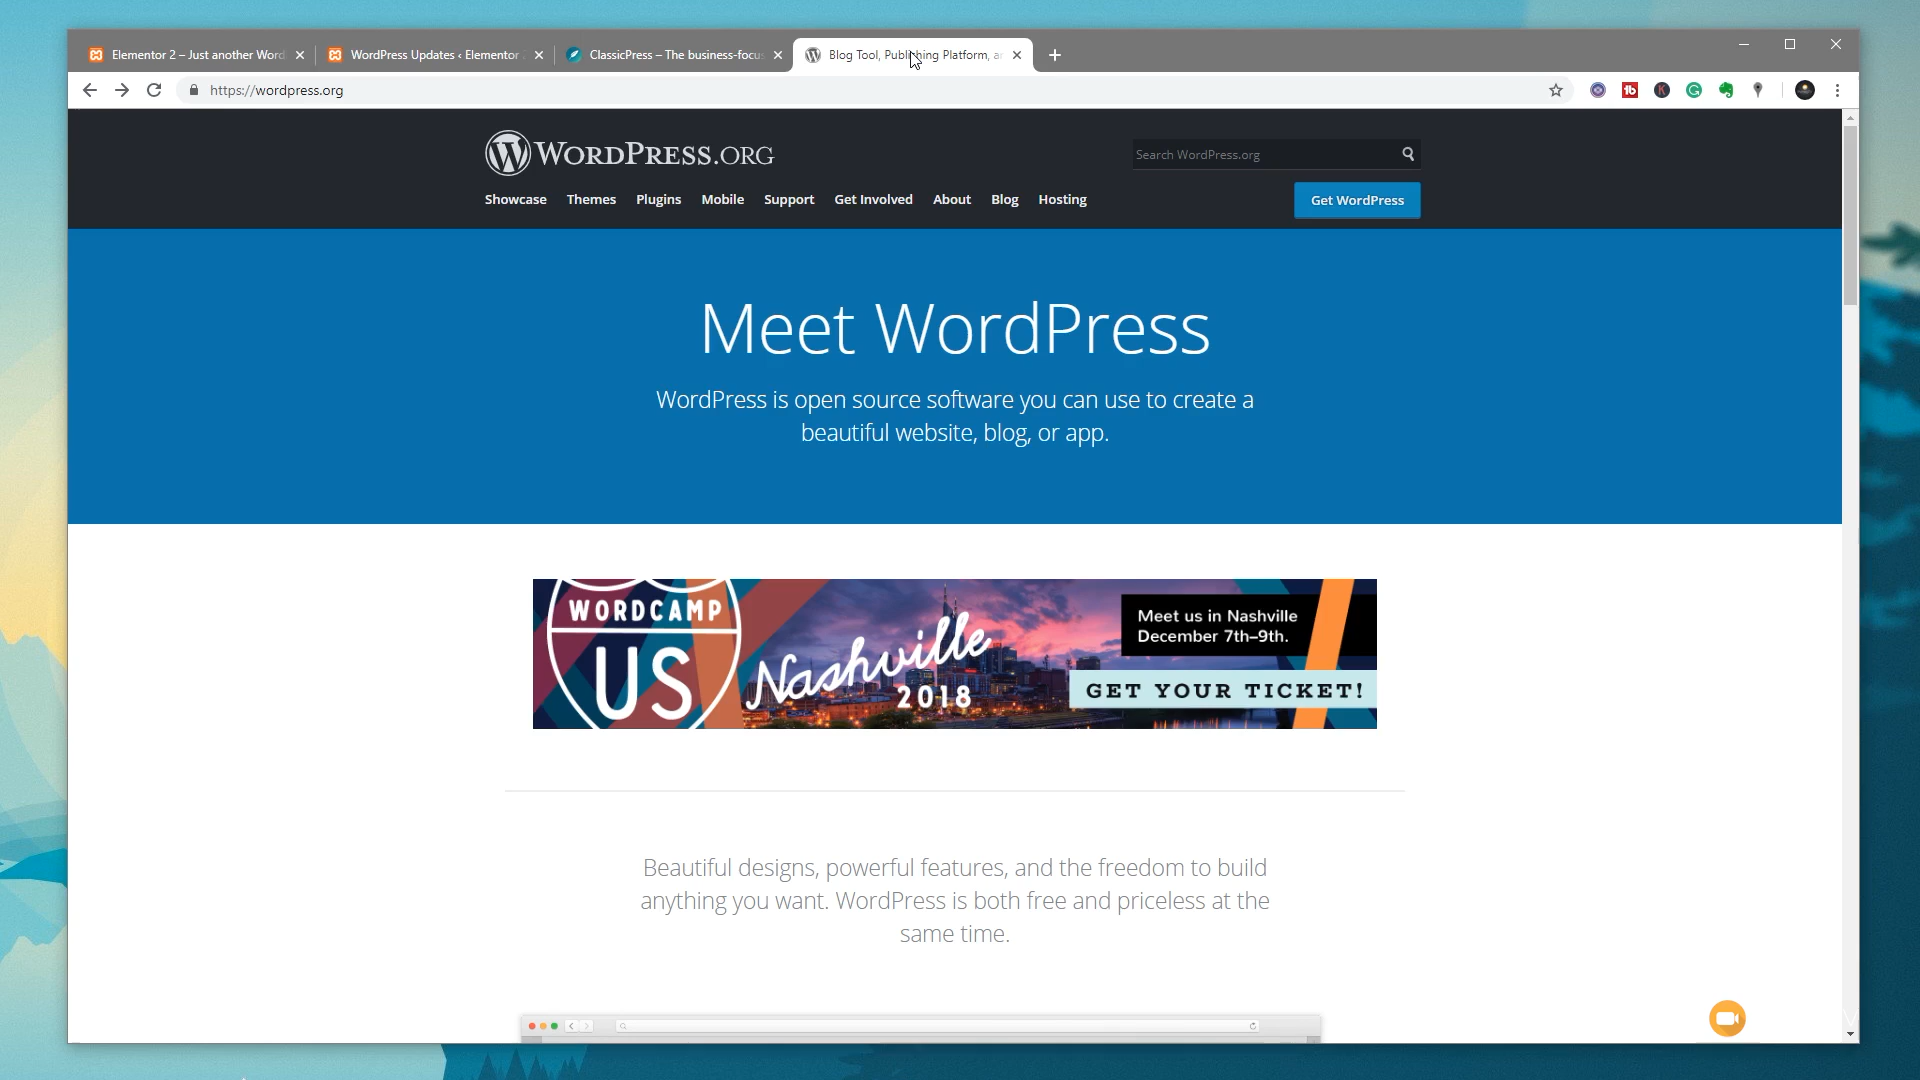 Elementor 2 – Just another Word
WordPress Updates ‹ Elementor
ClassicPress – The business-focu
Blog Tool, Publishing Platform, a
https://wordpress.org
WORDPRESS.ORG
Search WordPress.org
Showcase Themes Plugins Mobile Support Get Involved About Blog Hosting
Get WordPress
Meet WordPress
WordPress is open source software you can use to create a
beautiful website, blog, or app.
WORDCAMP
US
Nashville
2018
Meet us in Nashville
December 7th–9th.
GET YOUR TICKET!
Beautiful designs, powerful features, and the freedom to build
anything you want. WordPress is both free and priceless at the
same time.